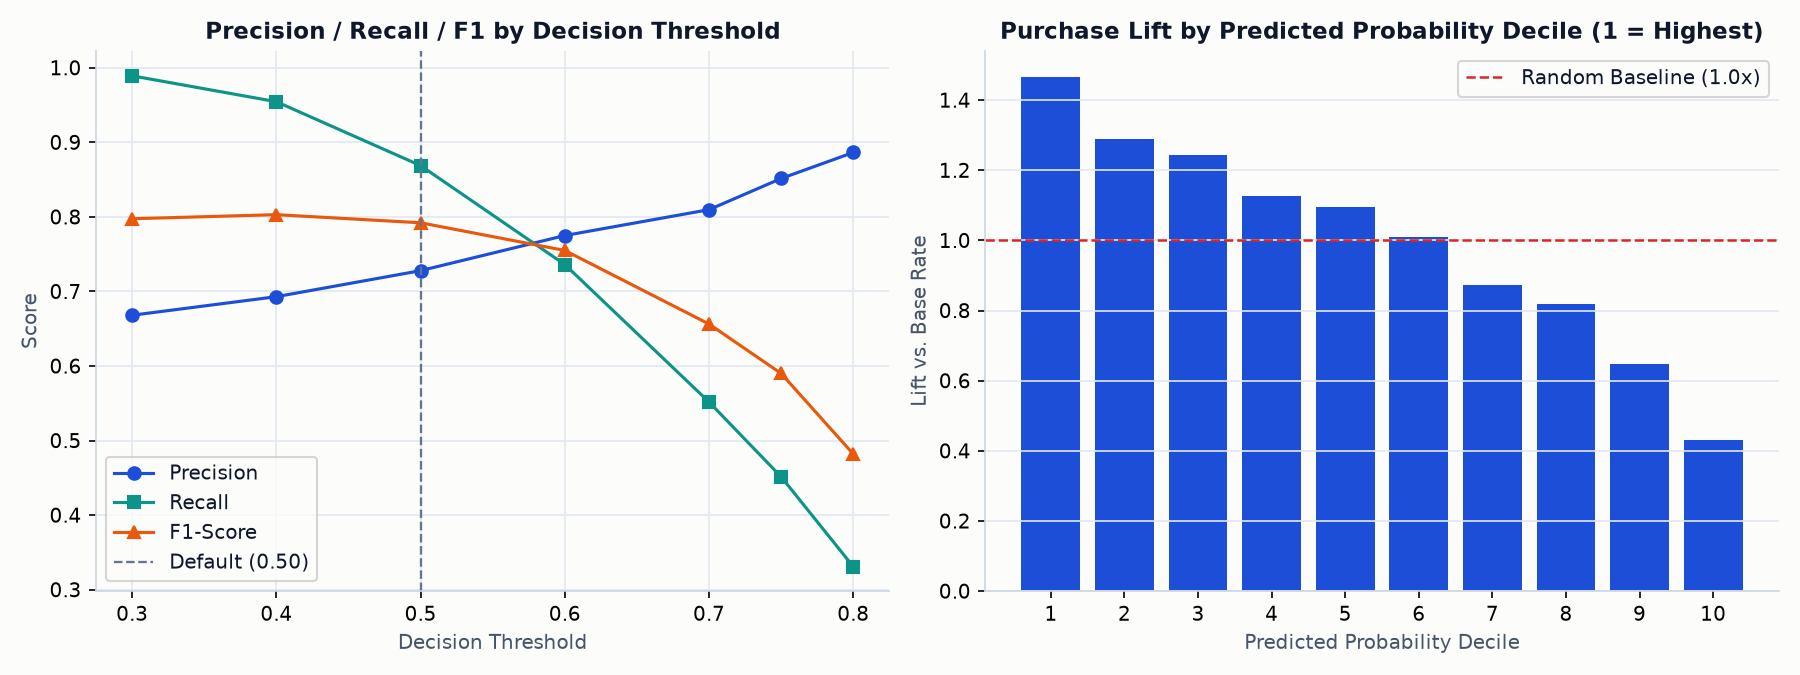 Precision / Recall / F1 by Decision Threshold
1.0
0.9
0.8
0.7
0.6
0.5
0.4
0.3
Score
Precision
Recall
F1-Score
Default (0.50)
0.3 0.4 0.5 0.6 0.7 0.8
Decision Threshold
Purchase Lift by Predicted Probability Decile (1 = Highest)
Random Baseline (1.0x)
1.4
1.2
1.0
0.8
0.6
0.4
0.2
0.0
Lift vs. Base Rate
1 2 3 4 5 6 7 8 9 10
Predicted Probability Decile